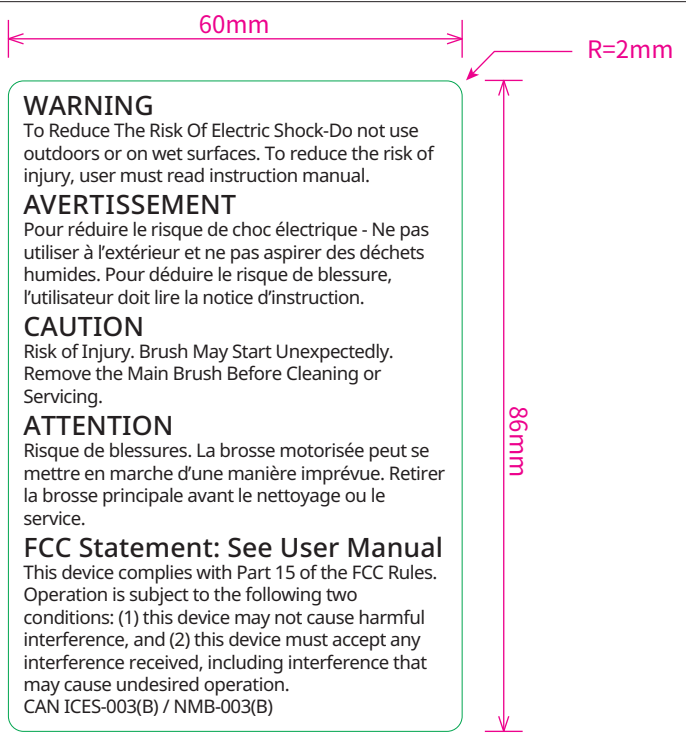 60mm
R=2mm
WARNING
To Reduce The Risk Of Electric Shock-Do not use
outdoors or on wet surfaces. To reduce the risk of
injury, user must read instruction manual.
AVERTISSEMENT
Pour réduire le risque de choc électrique - Ne pas
utiliser à l’extérieur et ne pas aspirer des déchets
humides. Pour déduire le risque de blessure,
l’utilisateur doit lire la notice d’instruction.
CAUTION
Risk of Injury. Brush May Start Unexpectedly.
Remove the Main Brush Before Cleaning or
Servicing.
ATTENTION
Risque de blessures. La brosse motorisée peut se
mettre en marche d’une manière imprévue. Retirer
la brosse principale avant le nettoyage ou le
service.
FCC Statement: See User Manual
This device complies with Part 15 of the FCC Rules.
Operation is subject to the following two
conditions: (1) this device may not cause harmful
interference, and (2) this device must accept any
interference received, including interference that
may cause undesired operation.
CAN ICES-003(B) / NMB-003(B)
86mm